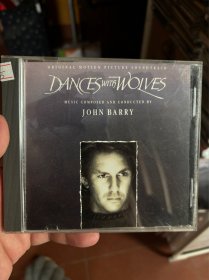 ORIGINAL MOTION PICTURE SOUNDTRACK
DANCES WITH WOLVES
MUSIC COMPOSED AND CONDUCTED BY
JOHN BARRY